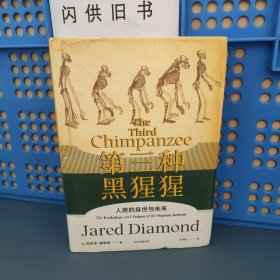 闪供旧书
The
Third
Chimpanzee
第三种
黑猩猩
人类的身世与未来
The Evolution and Future of the Human Animal
Jared Diamond